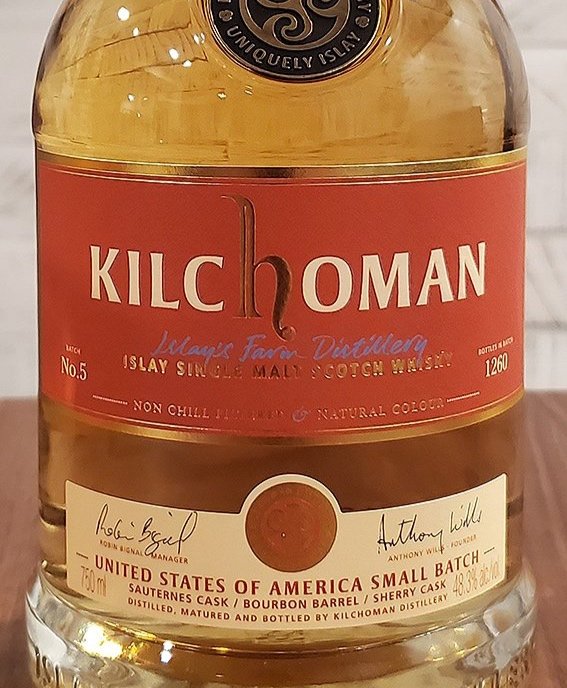 UNIQUELY ISLAY
KILCHOMAN
Islay's Farm Distillery
ISLAY SINGLE MALT SCOTCH WHISKY
BATCH
No.5
BOTTLES IN BATCH
1260
NON CHILL FILTERED & NATURAL COLOUR
ROBIN BIGNAL MANAGER
Anthony Wills
ANTHONY WILLS FOUNDER
UNITED STATES OF AMERICA SMALL BATCH
750 ml
SAUTERNES CASK / BOURBON BARREL / SHERRY CASK
48.3% alc/vol
DISTILLED, MATURED AND BOTTLED BY KILCHOMAN DISTILLERY